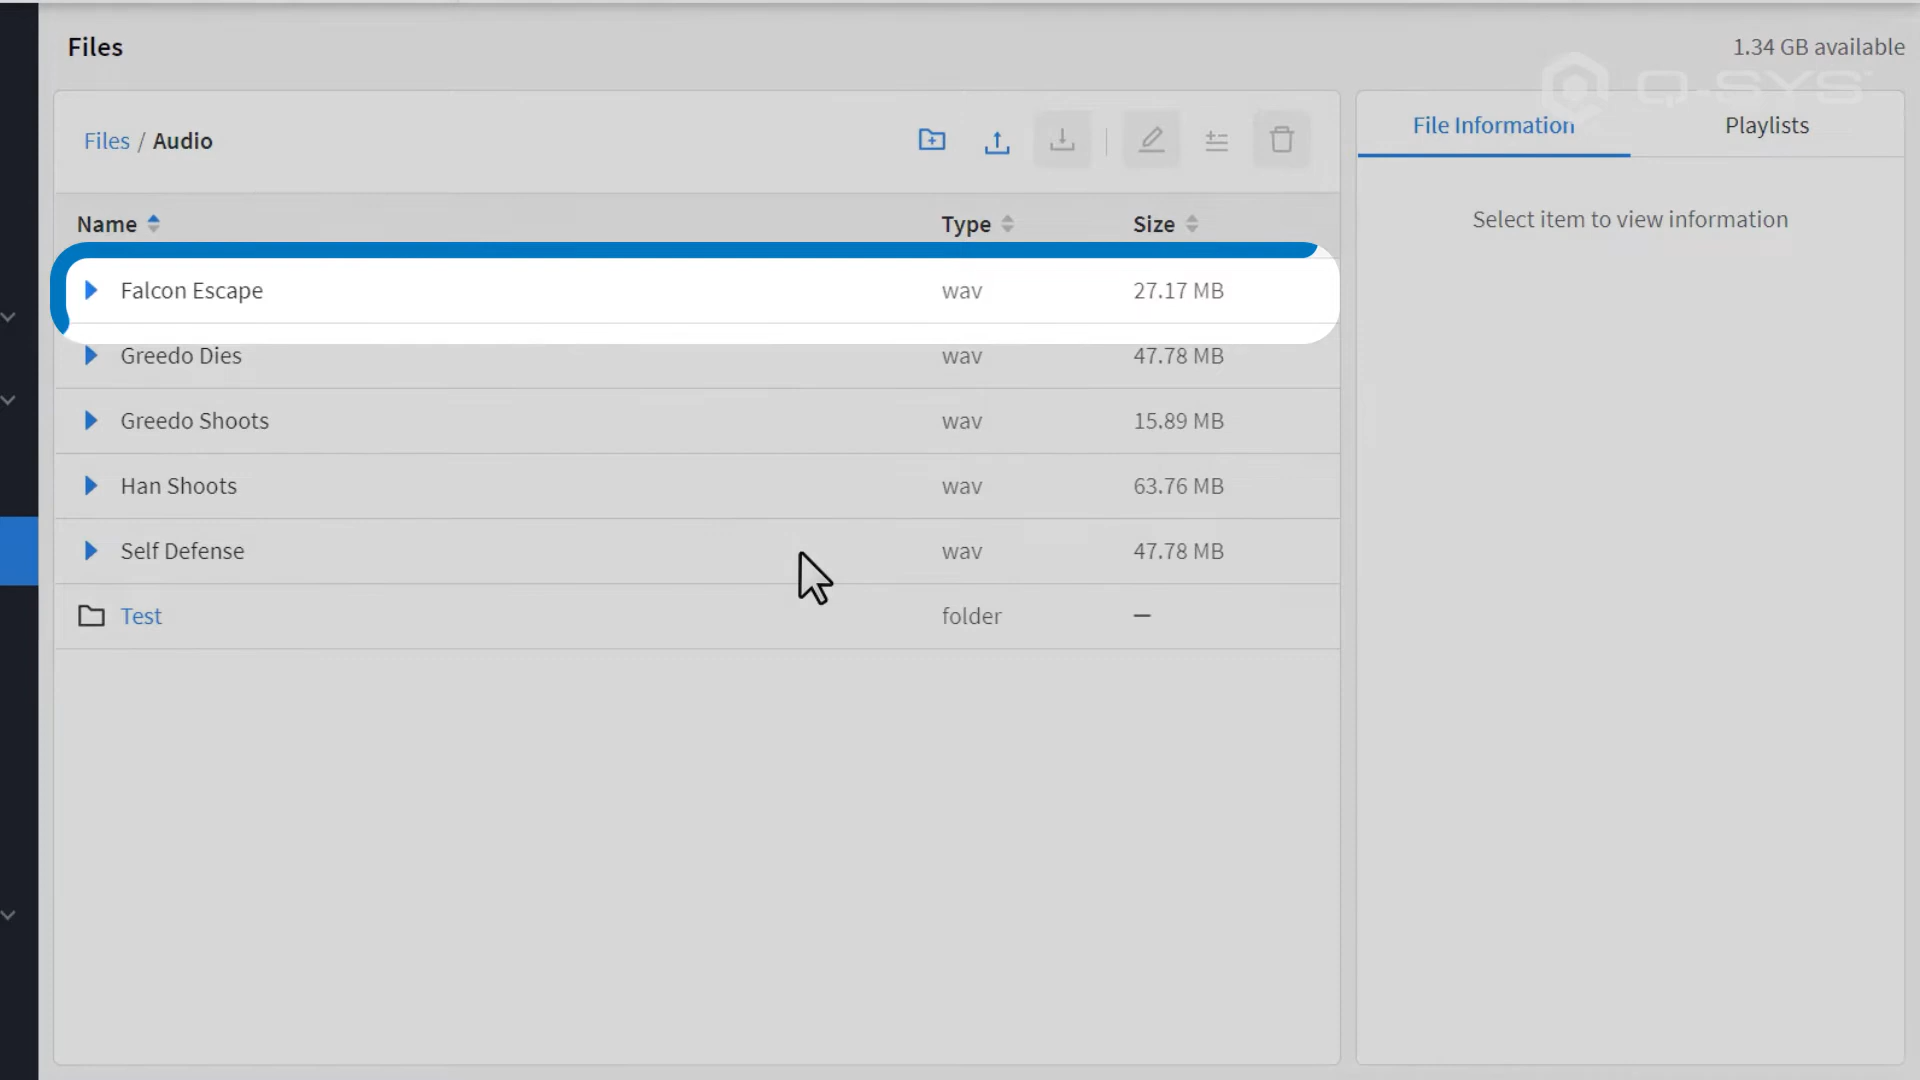 Files
1.34 GB available
Q-SYS
Files / Audio
File Information
Playlists
Name
Type
Size
Select item to view information
Falcon Escape
wav
27.17 MB
Greedo Dies
wav
47.78 MB
Greedo Shoots
wav
15.89 MB
Han Shoots
wav
63.76 MB
Self Defense
wav
47.78 MB
Test
folder
—